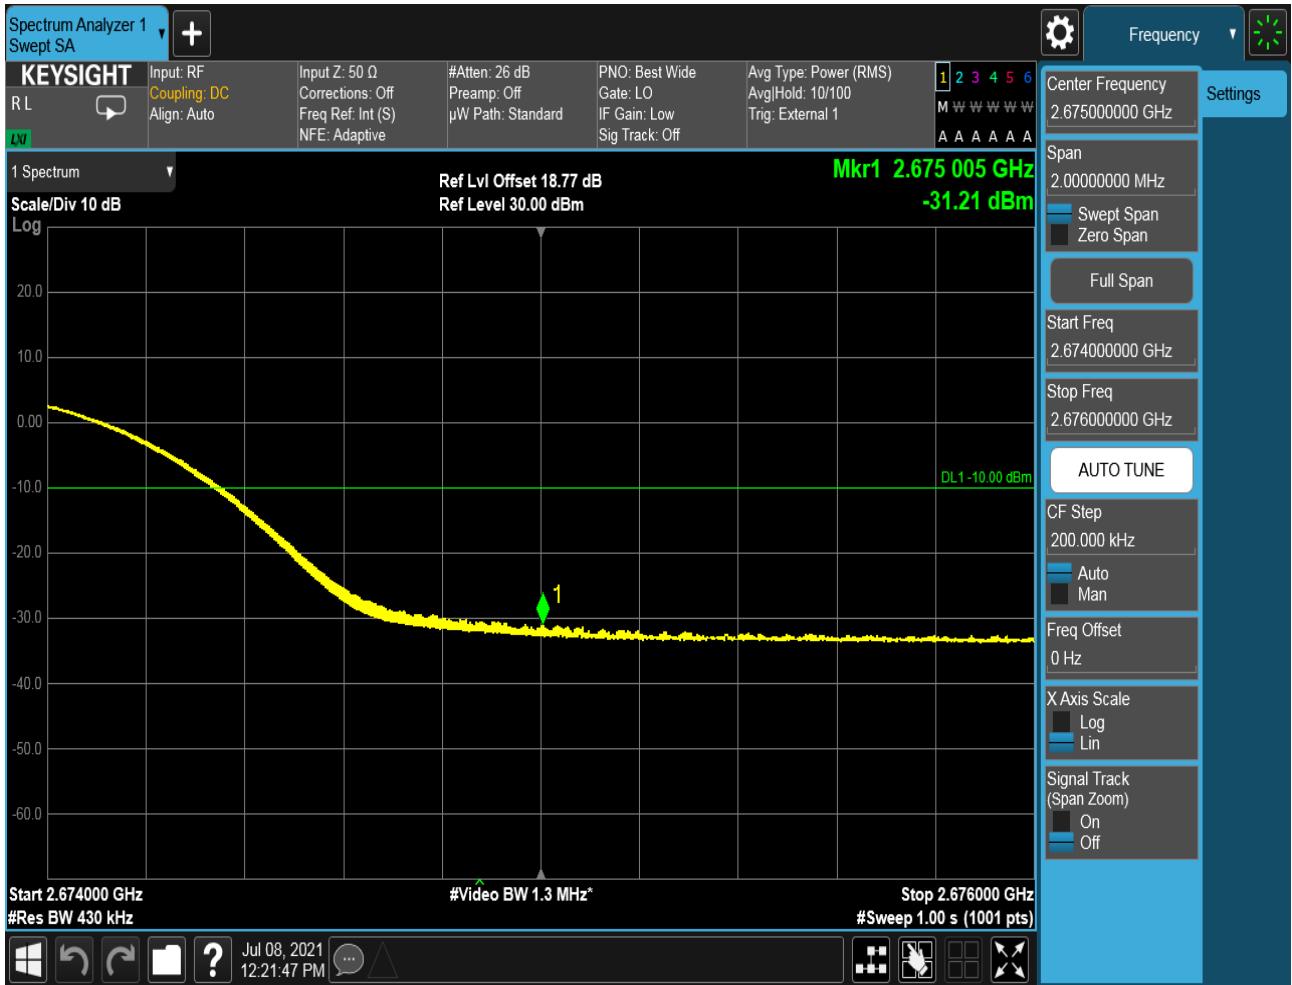 Spectrum Analyzer 1
Swept SA
Frequency
KEYSIGHT
R L
LXI
Input: RF
Coupling: DC
Align: Auto
Input Z: 50 Ω
Corrections: Off
Freq Ref: Int (S)
NFE: Adaptive
#Atten: 26 dB
Preamp: Off
µW Path: Standard
PNO: Best Wide
Gate: LO
IF Gain: Low
Sig Track: Off
Avg Type: Power (RMS)
Avg|Hold: 10/100
Trig: External 1
1 2 3 4 5 6
M W W W W W
A A A A A A
1 Spectrum
Scale/Div 10 dB
Log
Ref Lvl Offset 18.77 dB
Ref Level 30.00 dBm
Mkr1 2.675 005 GHz
-31.21 dBm
20.0
10.0
0.00
-10.0
-20.0
-30.0
-40.0
-50.0
-60.0
DL1 -10.00 dBm
1
Start 2.674000 GHz
#Res BW 430 kHz
#Video BW 1.3 MHz*
Stop 2.676000 GHz
#Sweep 1.00 s (1001 pts)
Jul 08, 2021
12:21:47 PM
Settings
Center Frequency
2.675000000 GHz
Span
2.00000000 MHz
Swept Span
Zero Span
Full Span
Start Freq
2.674000000 GHz
Stop Freq
2.676000000 GHz
AUTO TUNE
CF Step
200.000 kHz
Auto
Man
Freq Offset
0 Hz
X Axis Scale
Log
Lin
Signal Track
(Span Zoom)
On
Off